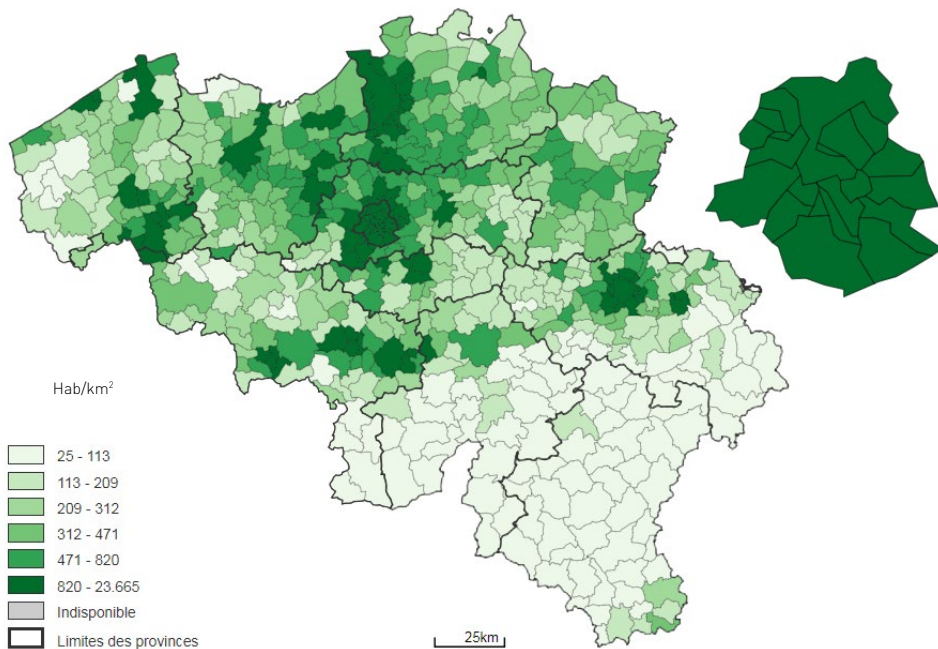 Hab/km²
25 - 113
113 - 209
209 - 312
312 - 471
471 - 820
820 - 23.665
Indisponible
Limites des provinces
25km